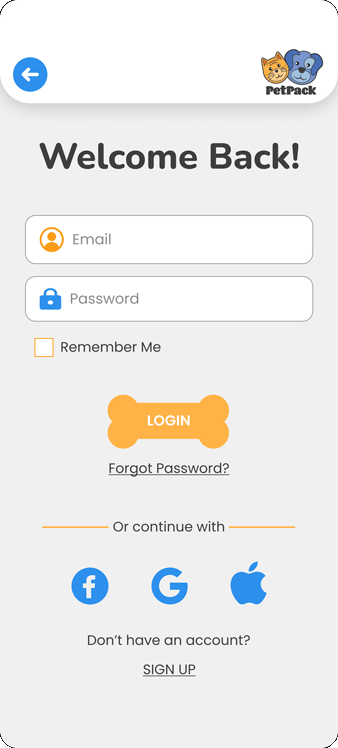 PetPack
Welcome Back!
Email
Password
Remember Me
LOGIN
Forgot Password?
Or continue with
f G
Don't have an account?
SIGN UP